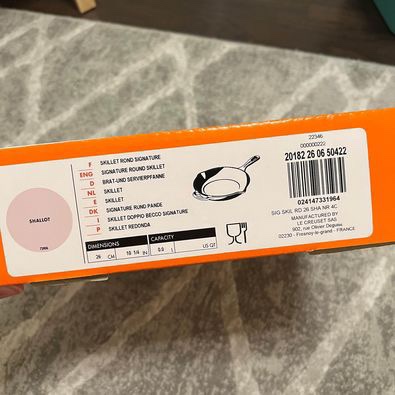 SHALLOT
F SKILLET ROND SIGNATURE
ENG SIGNATURE ROUND SKILLET
D BRAT-UND SERVIERPFANNE
NL SKILLET
E SKILLET
DK SIGNATURE RUND PANDE
I SKILLET DOPPIO BECCO SIGNATURE
P SKILLET REDONDA
DIMENSIONS CAPACITY
26 CM 10 1/4 IN 0.0 L US QT
22346
000000222
20182 26 06 50422
024147331964
SIG SKIL RD 26 SHA NR 4C
MANUFACTURED BY
LE CREUSET SAS
902, rue Olivier Deguise
02230 - Fresnoy-le-grand - FRANCE